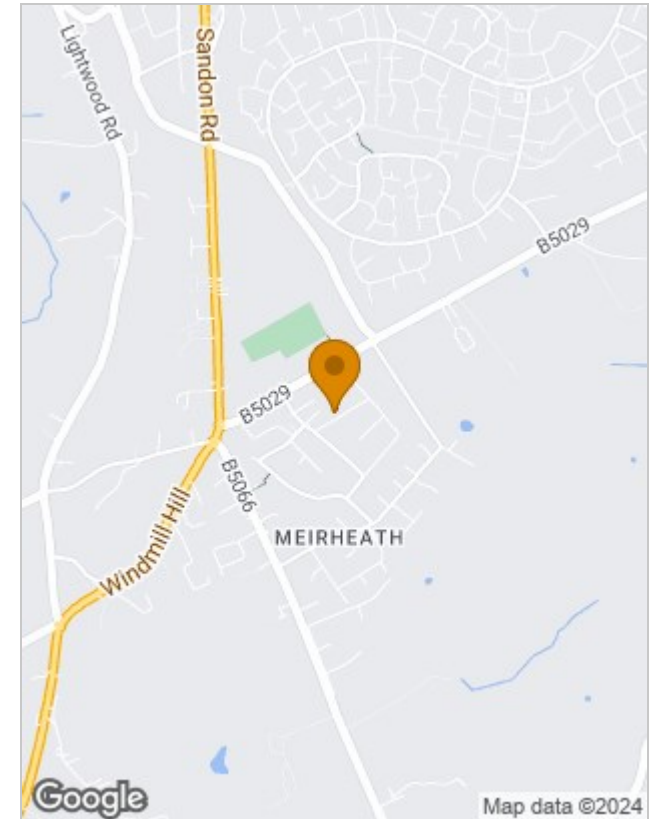 Lightwood Rd
Sandon Rd
B5029
B5029
B5066
MEIRHEATH
Windmill Hill
Google
Map data ©2024